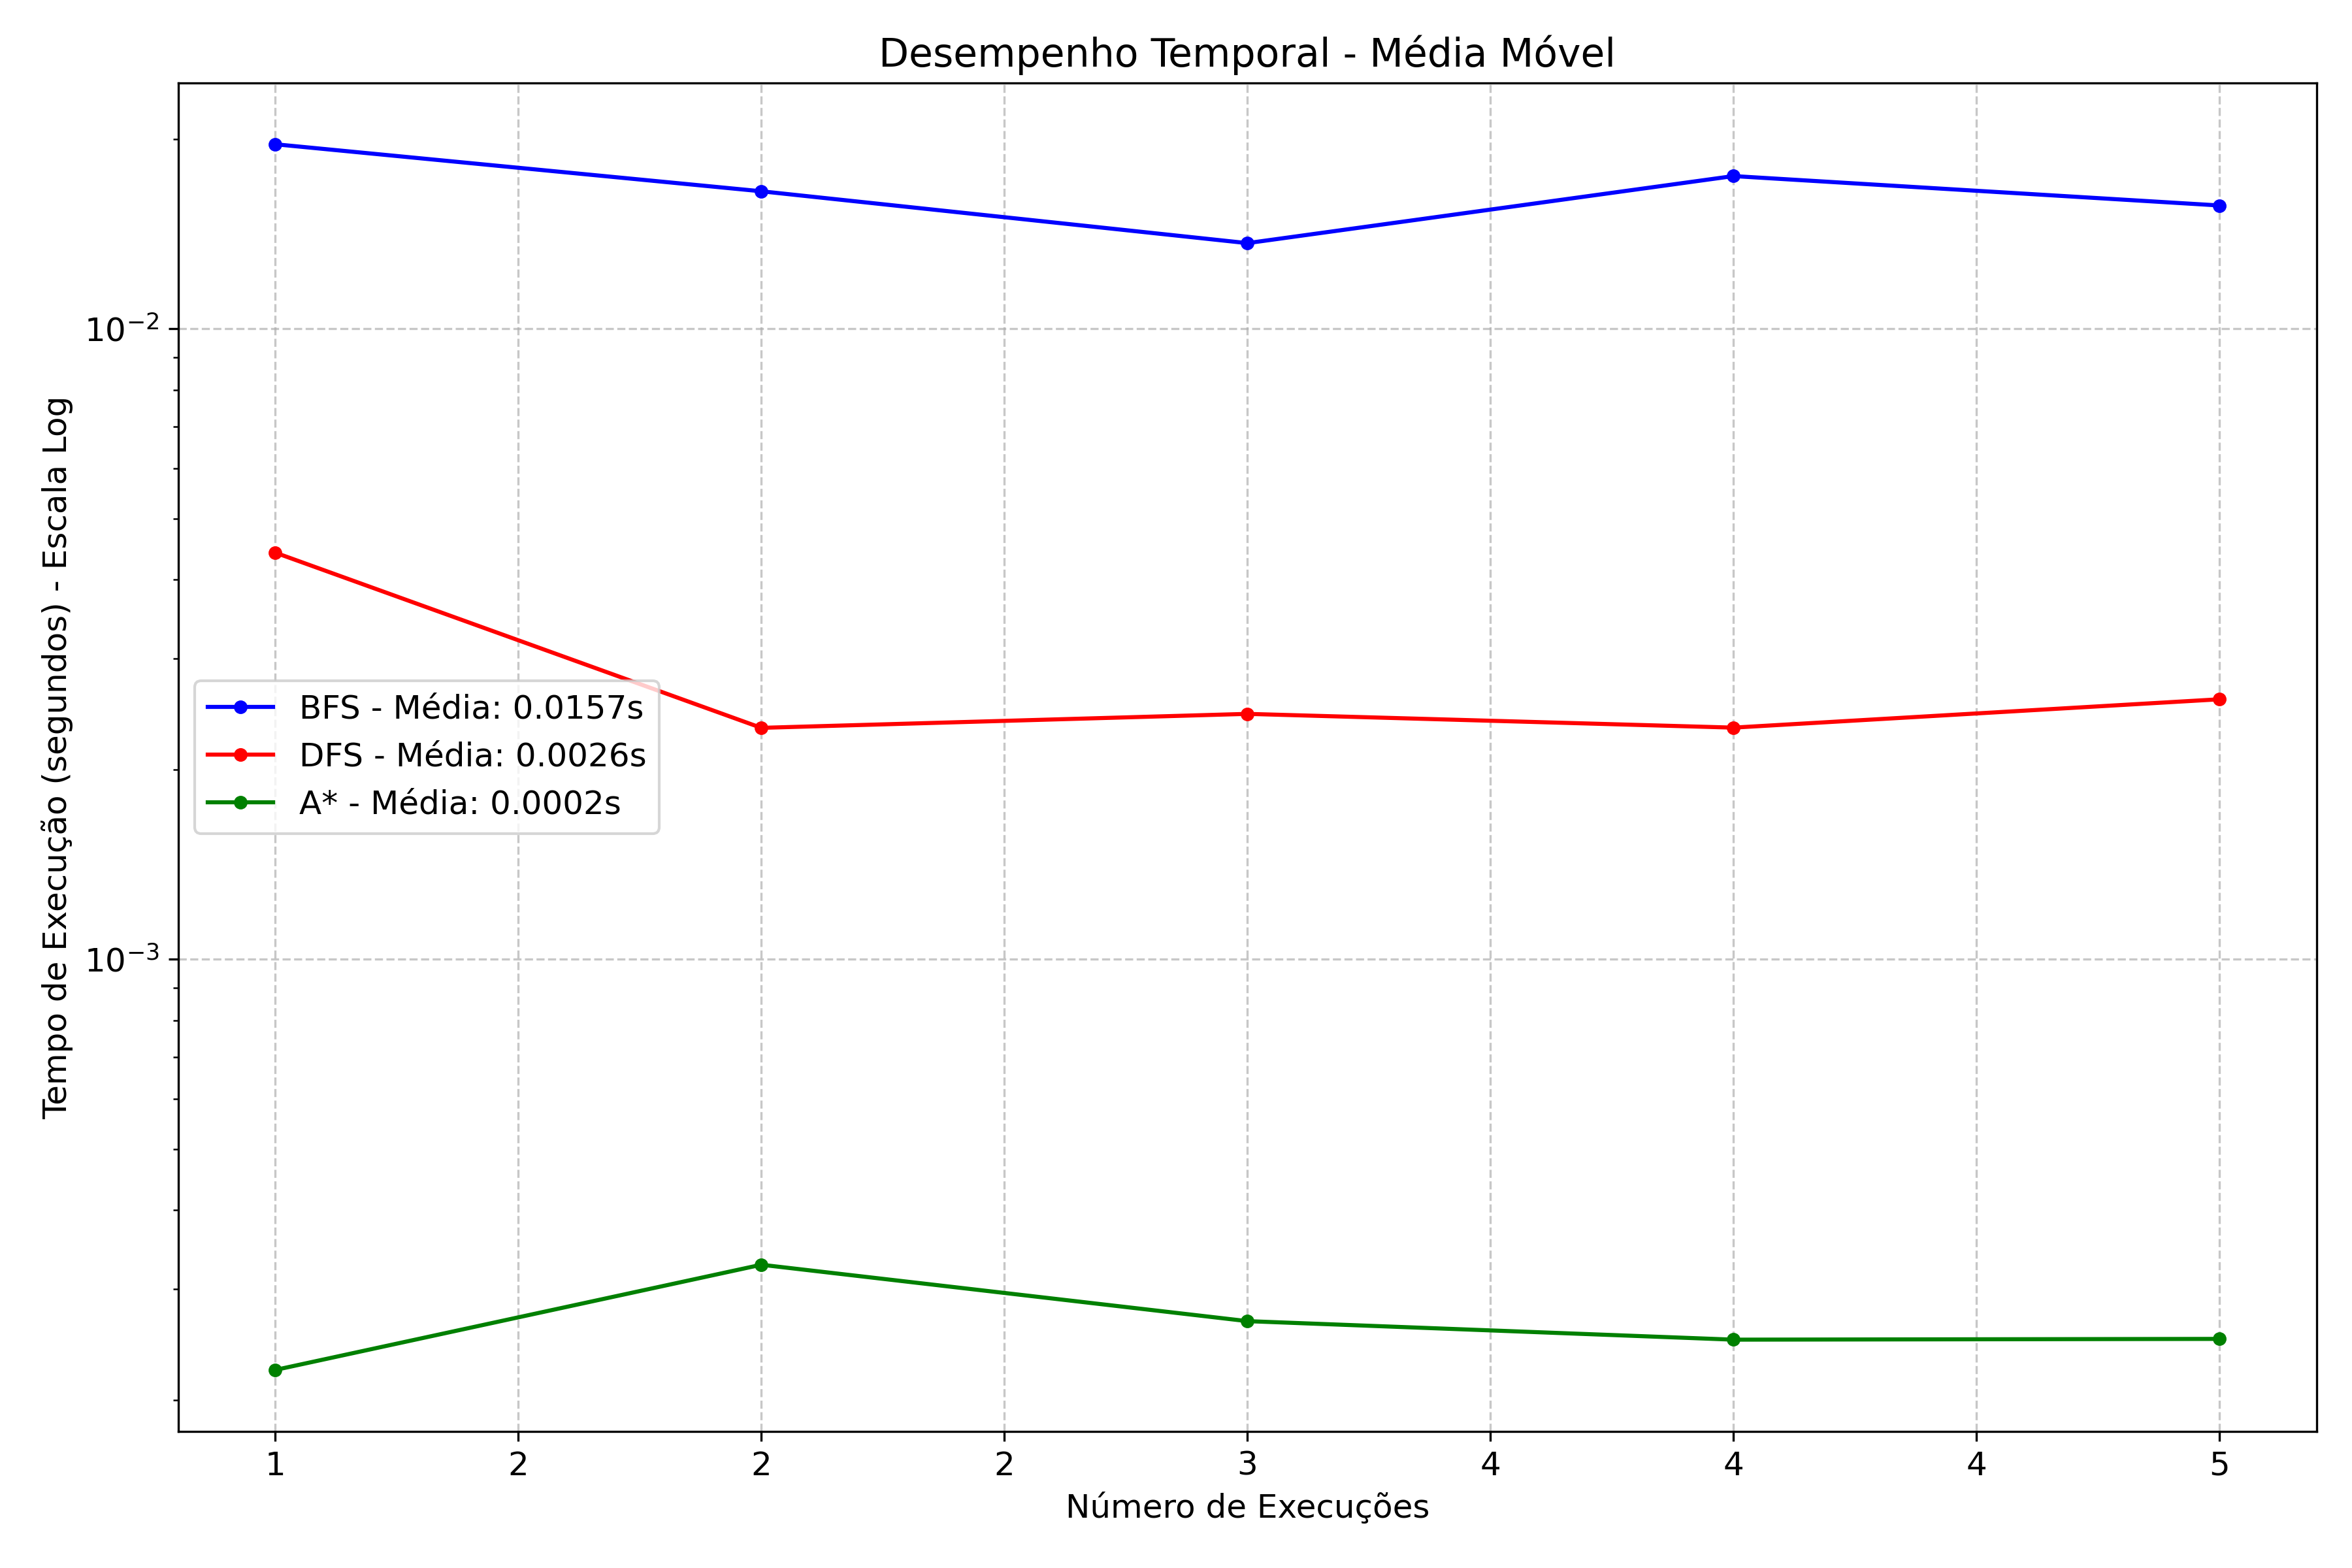 Desempenho Temporal - Média Móvel
Tempo de Execução (segundos) - Escala Log
10⁻²
10⁻³
BFS - Média: 0.0157s
DFS - Média: 0.0026s
A* - Média: 0.0002s
1 2 2 2 3 4 4 4 5
Número de Execuções